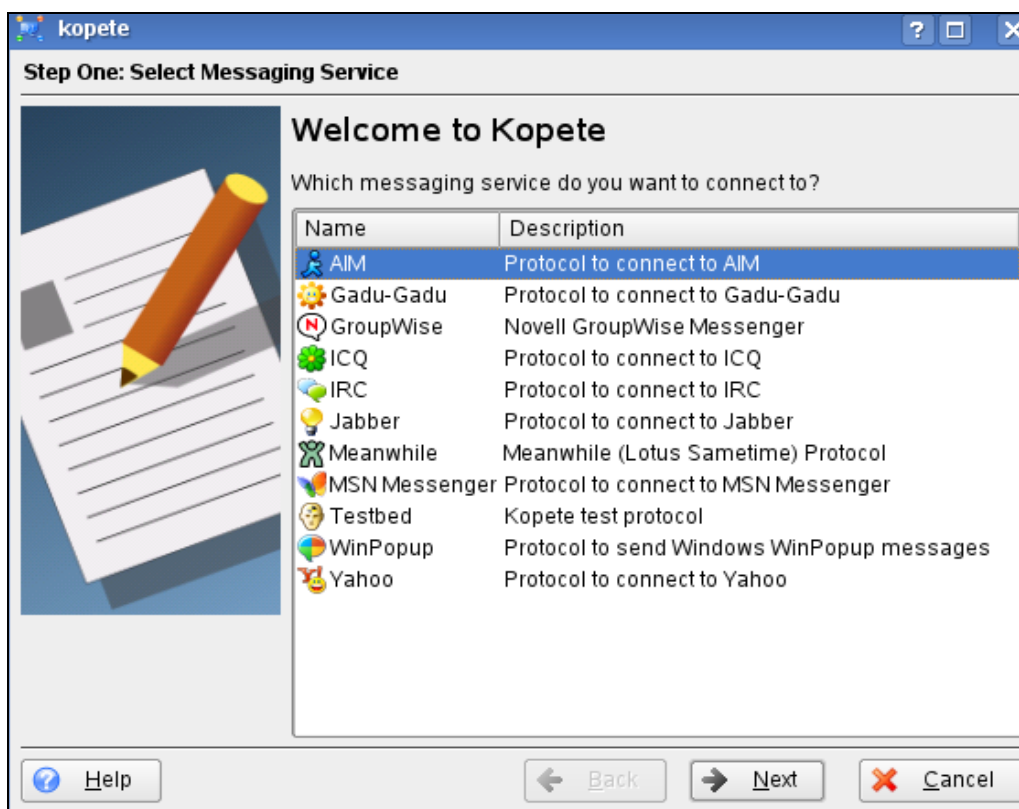 kopete
Step One: Select Messaging Service
Welcome to Kopete
Which messaging service do you want to connect to?
Name Description
AIM Protocol to connect to AIM
Gadu-Gadu Protocol to connect to Gadu-Gadu
GroupWise Novell GroupWise Messenger
ICQ Protocol to connect to ICQ
IRC Protocol to connect to IRC
Jabber Protocol to connect to Jabber
Meanwhile Meanwhile (Lotus Sametime) Protocol
MSN Messenger Protocol to connect to MSN Messenger
Testbed Kopete test protocol
WinPopup Protocol to send Windows WinPopup messages
Yahoo Protocol to connect to Yahoo
Help Back Next Cancel